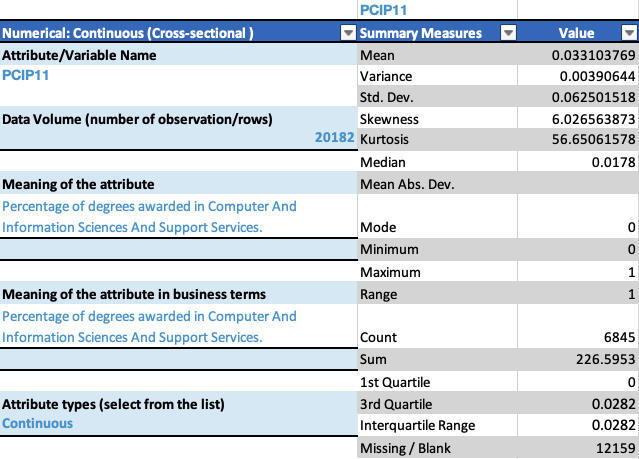 PCIP11
Numerical: Continuous (Cross-sectional ) Summary Measures Value
Attribute/Variable Name Mean 0.033103769
PCIP11 Variance 0.00390644
Std. Dev. 0.062501518
Data Volume (number of observation/rows) Skewness 6.026563873
20182 Kurtosis 56.65061578
Median 0.0178
Meaning of the attribute Mean Abs. Dev.
Percentage of degrees awarded in Computer And
Information Sciences And Support Services. Mode 0
Minimum 0
Maximum 1
Meaning of the attribute in business terms Range 1
Percentage of degrees awarded in Computer And
Information Sciences And Support Services. Count 6845
Sum 226.5953
1st Quartile 0
Attribute types (select from the list) 3rd Quartile 0.0282
Continuous Interquartile Range 0.0282
Missing / Blank 12159